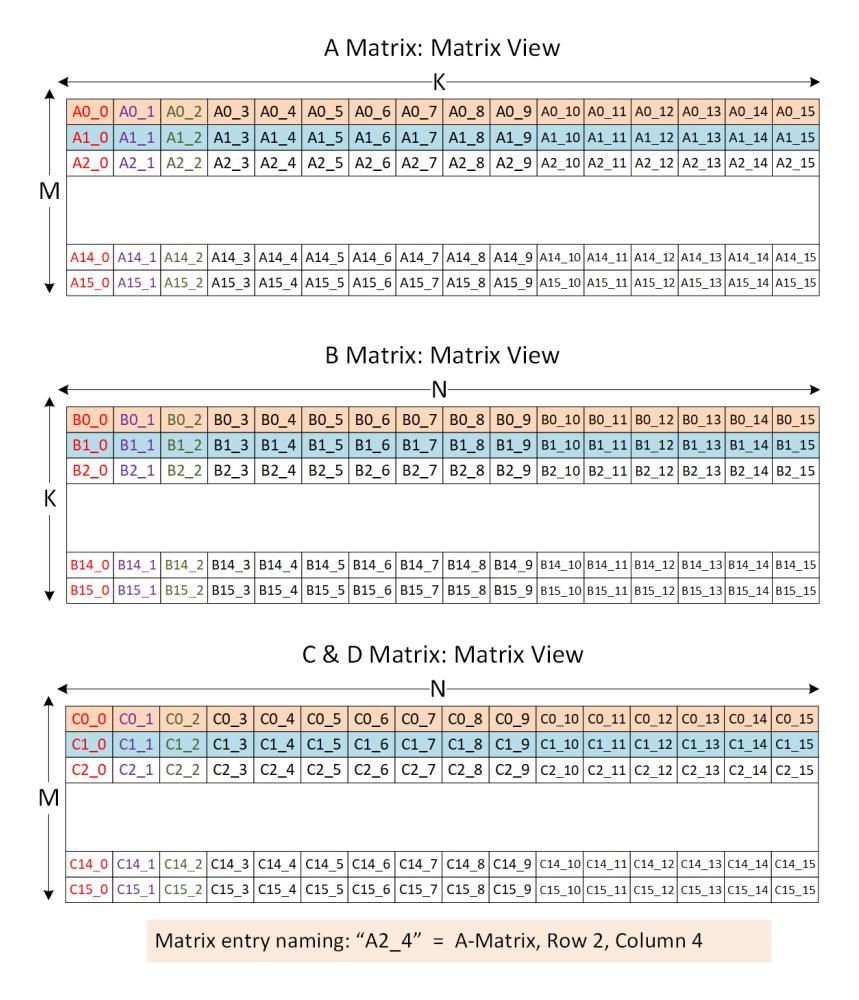 A Matrix: Matrix View
K
M
A0_0 A0_1 A0_2 A0_3 A0_4 A0_5 A0_6 A0_7 A0_8 A0_9 A0_10 A0_11 A0_12 A0_13 A0_14 A0_15
A1_0 A1_1 A1_2 A1_3 A1_4 A1_5 A1_6 A1_7 A1_8 A1_9 A1_10 A1_11 A1_12 A1_13 A1_14 A1_15
A2_0 A2_1 A2_2 A2_3 A2_4 A2_5 A2_6 A2_7 A2_8 A2_9 A2_10 A2_11 A2_12 A2_13 A2_14 A2_15
A14_0 A14_1 A14_2 A14_3 A14_4 A14_5 A14_6 A14_7 A14_8 A14_9 A14_10 A14_11 A14_12 A14_13 A14_14 A14_15
A15_0 A15_1 A15_2 A15_3 A15_4 A15_5 A15_6 A15_7 A15_8 A15_9 A15_10 A15_11 A15_12 A15_13 A15_14 A15_15
B Matrix: Matrix View
N
K
B0_0 B0_1 B0_2 B0_3 B0_4 B0_5 B0_6 B0_7 B0_8 B0_9 B0_10 B0_11 B0_12 B0_13 B0_14 B0_15
B1_0 B1_1 B1_2 B1_3 B1_4 B1_5 B1_6 B1_7 B1_8 B1_9 B1_10 B1_11 B1_12 B1_13 B1_14 B1_15
B2_0 B2_1 B2_2 B2_3 B2_4 B2_5 B2_6 B2_7 B2_8 B2_9 B2_10 B2_11 B2_12 B2_13 B2_14 B2_15
B14_0 B14_1 B14_2 B14_3 B14_4 B14_5 B14_6 B14_7 B14_8 B14_9 B14_10 B14_11 B14_12 B14_13 B14_14 B14_15
B15_0 B15_1 B15_2 B15_3 B15_4 B15_5 B15_6 B15_7 B15_8 B15_9 B15_10 B15_11 B15_12 B15_13 B15_14 B15_15
C & D Matrix: Matrix View
N
M
C0_0 C0_1 C0_2 C0_3 C0_4 C0_5 C0_6 C0_7 C0_8 C0_9 C0_10 C0_11 C0_12 C0_13 C0_14 C0_15
C1_0 C1_1 C1_2 C1_3 C1_4 C1_5 C1_6 C1_7 C1_8 C1_9 C1_10 C1_11 C1_12 C1_13 C1_14 C1_15
C2_0 C2_1 C2_2 C2_3 C2_4 C2_5 C2_6 C2_7 C2_8 C2_9 C2_10 C2_11 C2_12 C2_13 C2_14 C2_15
C14_0 C14_1 C14_2 C14_3 C14_4 C14_5 C14_6 C14_7 C14_8 C14_9 C14_10 C14_11 C14_12 C14_13 C14_14 C14_15
C15_0 C15_1 C15_2 C15_3 C15_4 C15_5 C15_6 C15_7 C15_8 C15_9 C15_10 C15_11 C15_12 C15_13 C15_14 C15_15
Matrix entry naming: “A2_4” = A-Matrix, Row 2, Column 4